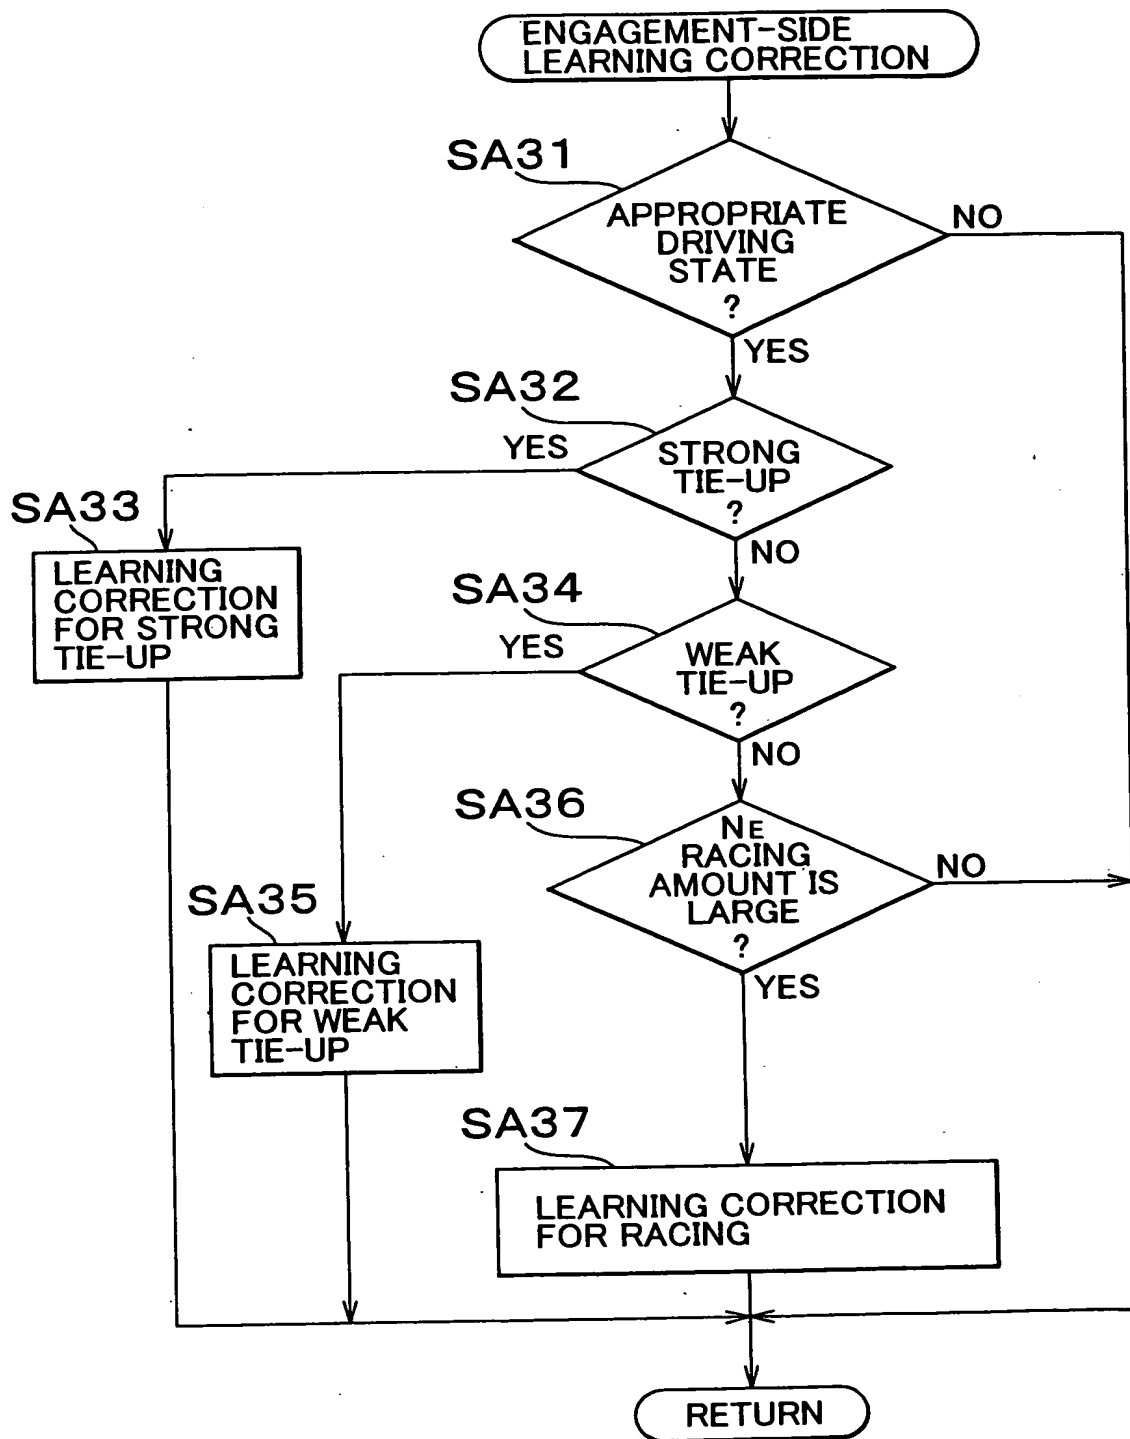 ENGAGEMENT-SIDE
LEARNING CORRECTION
SA31
APPROPRIATE
DRIVING
STATE
?
NO
YES
SA32
YES
STRONG
TIE-UP
?
SA33
NO
LEARNING
CORRECTION
FOR STRONG
TIE-UP
SA34
YES
WEAK
TIE-UP
?
NO
SA36
NE
RACING
AMOUNT IS
LARGE
?
NO
YES
SA35
LEARNING
CORRECTION
FOR WEAK
TIE-UP
SA37
LEARNING CORRECTION
FOR RACING
RETURN